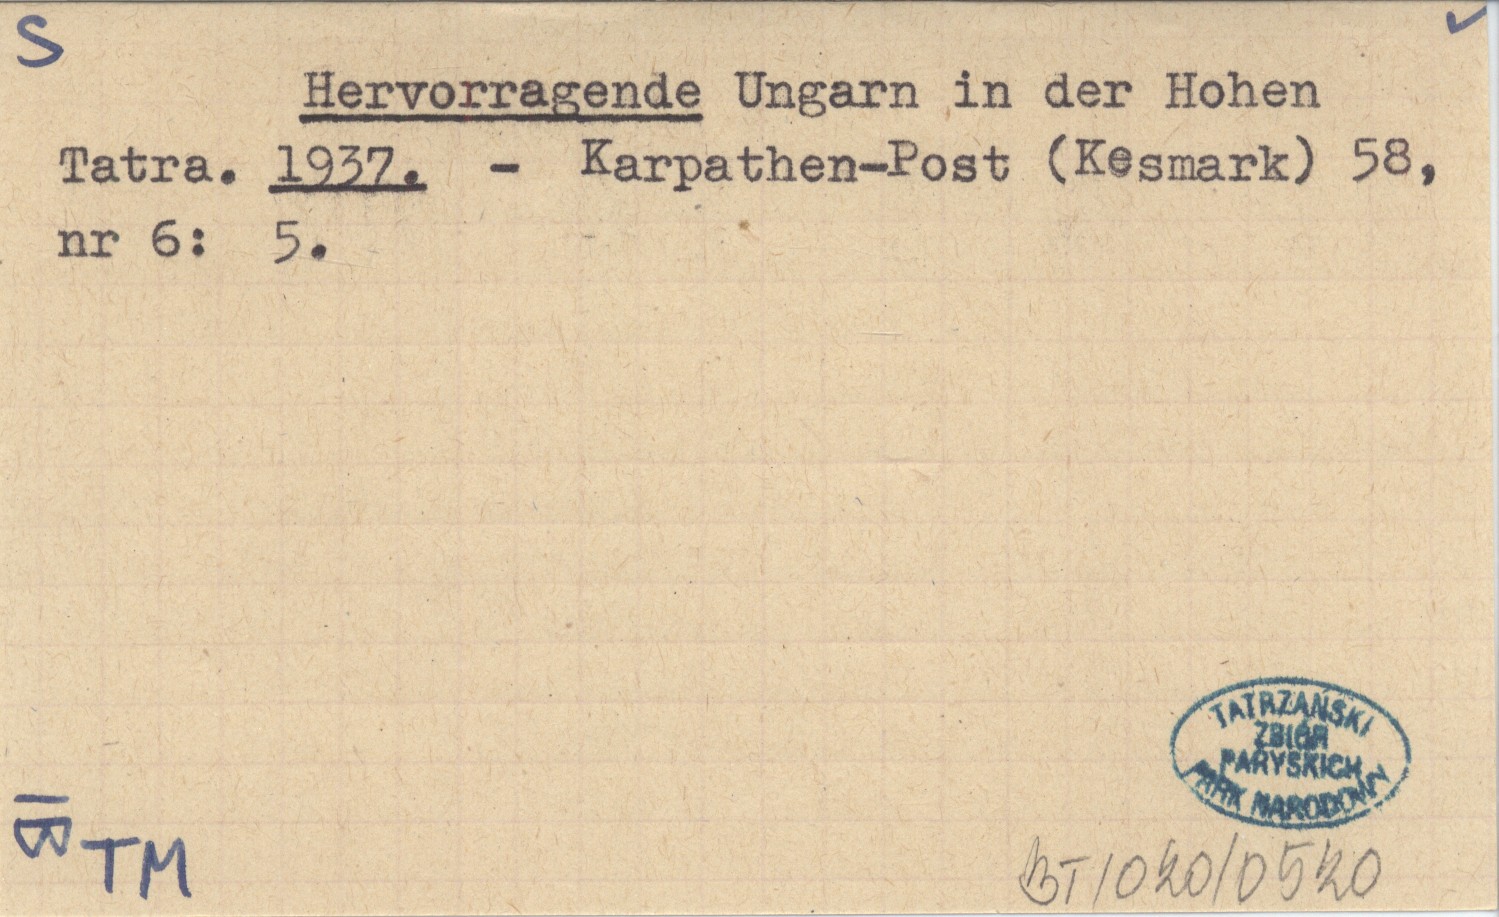 S
Hervorragende Ungarn in der Hohen
Tatra. 1937. - Karpathen-Post (Kesmark) 58,
nr 6: 5.
TATRZAŃSKI
ZBIÓR
PARYSKICH
PARK NARODOWY
TM
BT/020/0520